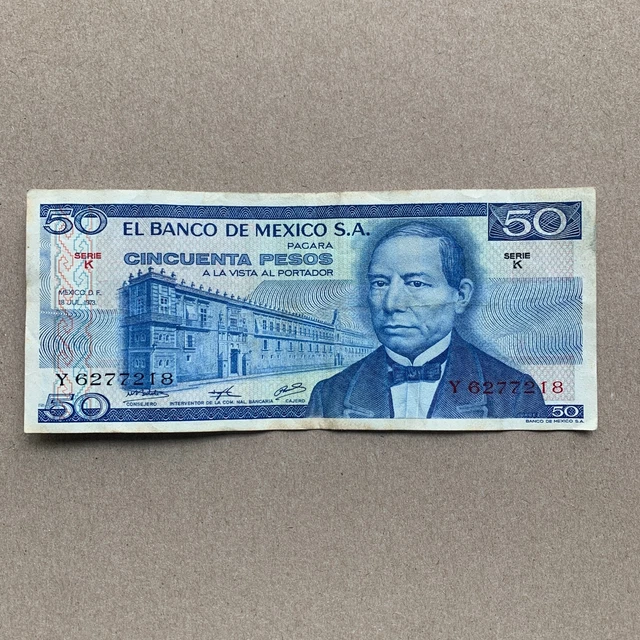 50
EL BANCO DE MEXICO S.A.
50
PAGARA
SERIE
K
CINCUENTA PESOS
SERIE
K
A LA VISTA AL PORTADOR
MEXICO, D. F.
18 JUL. 1973
Y 6277218
Y 6277218
50
CONSEJERO
INTERVENTOR DE LA COM. NAL. BANCARIA
CAJERO
50
BANCO DE MEXICO S.A.